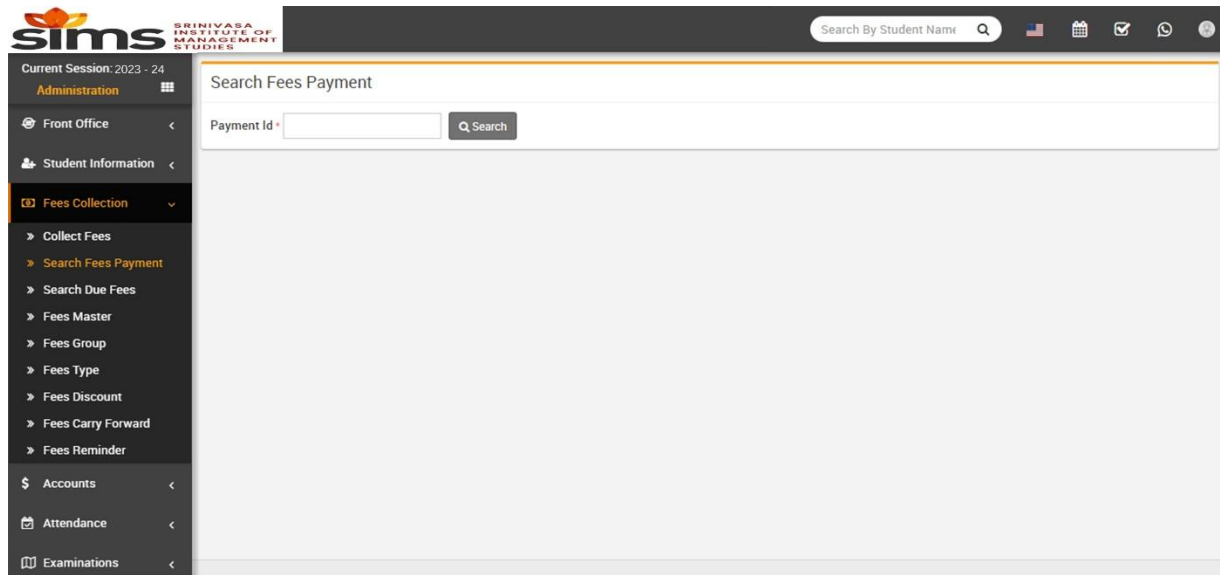 sims
SRINIVASA
INSTITUTE OF
MANAGEMENT
STUDIES
Search By Student Name
Current Session: 2023 - 24
Administration
Front Office
Student Information
Fees Collection
Collect Fees
Search Fees Payment
Search Due Fees
Fees Master
Fees Group
Fees Type
Fees Discount
Fees Carry Forward
Fees Reminder
$ Accounts
Attendance
Examinations
Search Fees Payment
Payment Id *
Search